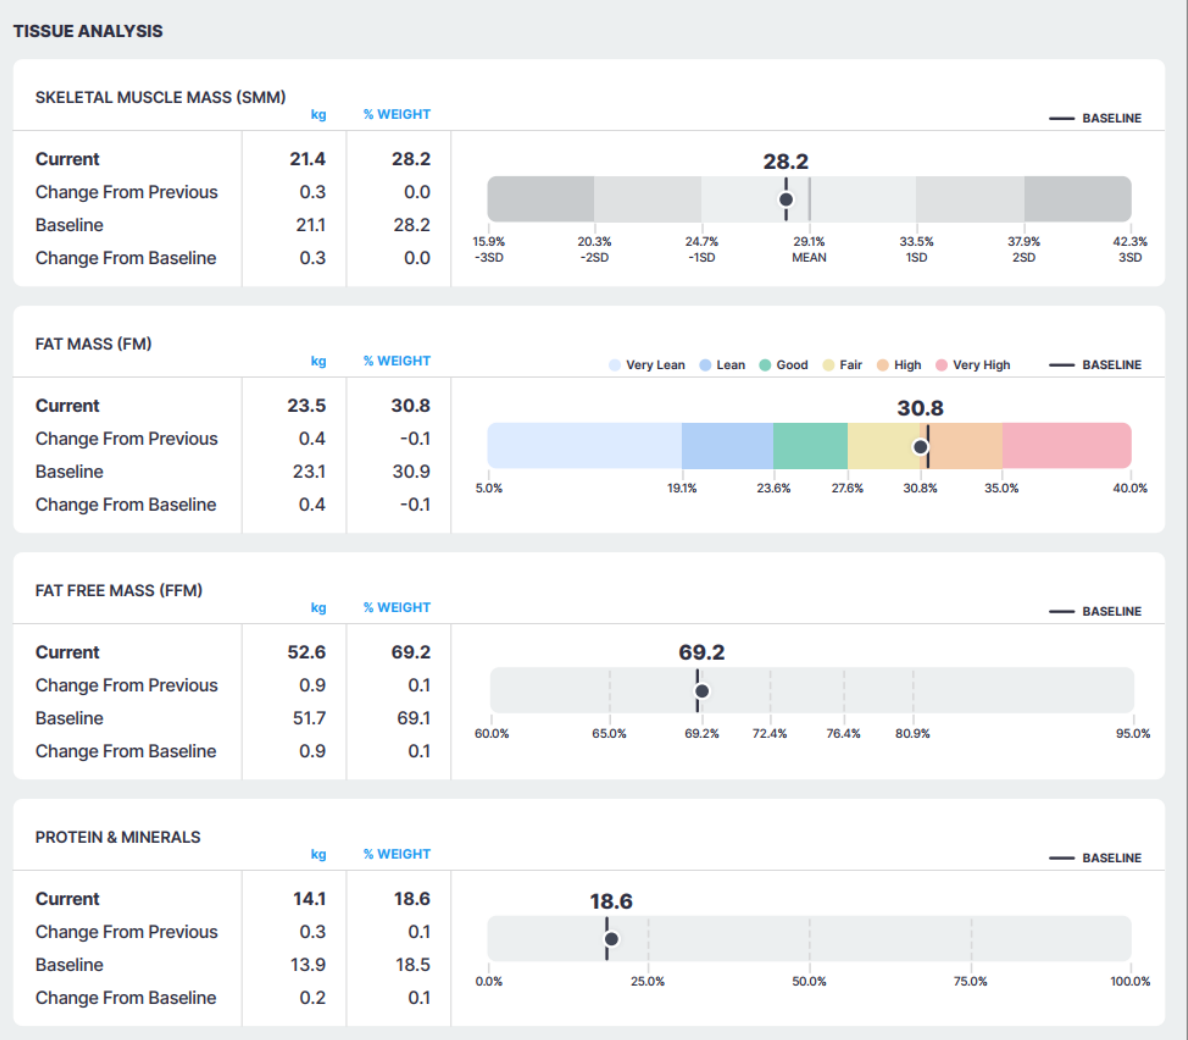 TISSUE ANALYSIS
SKELETAL MUSCLE MASS (SMM)
kg % WEIGHT
BASELINE
Current 21.4 28.2
Change From Previous 0.3 0.0
Baseline 21.1 28.2
Change From Baseline 0.3 0.0
28.2
15.9% 20.3% 24.7% 29.1% 33.5% 37.9% 42.3%
-3SD -2SD -1SD MEAN 1SD 2SD 3SD
FAT MASS (FM)
kg % WEIGHT
Very Lean Lean Good Fair High Very High BASELINE
Current 23.5 30.8
Change From Previous 0.4 -0.1
Baseline 23.1 30.9
Change From Baseline 0.4 -0.1
30.8
5.0% 19.1% 23.6% 27.6% 30.8% 35.0% 40.0%
FAT FREE MASS (FFM)
kg % WEIGHT
BASELINE
Current 52.6 69.2
Change From Previous 0.9 0.1
Baseline 51.7 69.1
Change From Baseline 0.9 0.1
69.2
60.0% 65.0% 69.2% 72.4% 76.4% 80.9% 95.0%
PROTEIN & MINERALS
kg % WEIGHT
BASELINE
Current 14.1 18.6
Change From Previous 0.3 0.1
Baseline 13.9 18.5
Change From Baseline 0.2 0.1
18.6
0.0% 25.0% 50.0% 75.0% 100.0%